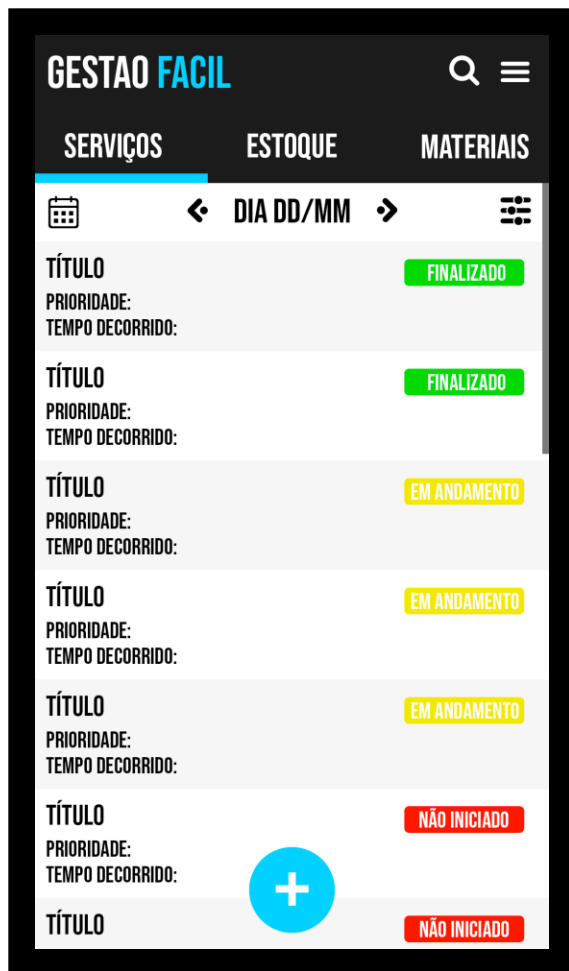 GESTAO FACIL
SERVIÇOS ESTOQUE MATERIAIS
DIA DD/MM
TÍTULO FINALIZADO
PRIORIDADE:
TEMPO DECORRIDO:
TÍTULO FINALIZADO
PRIORIDADE:
TEMPO DECORRIDO:
TÍTULO EM ANDAMENTO
PRIORIDADE:
TEMPO DECORRIDO:
TÍTULO EM ANDAMENTO
PRIORIDADE:
TEMPO DECORRIDO:
TÍTULO EM ANDAMENTO
PRIORIDADE:
TEMPO DECORRIDO:
TÍTULO NÃO INICIADO
PRIORIDADE:
TEMPO DECORRIDO:
TÍTULO NÃO INICIADO